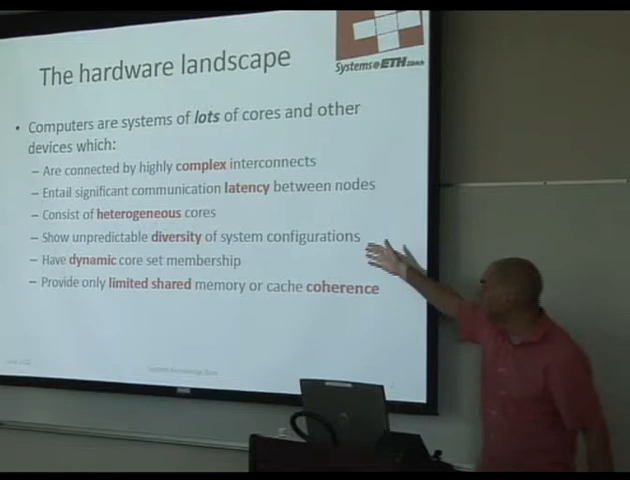 Systems@ETH Zürich
The hardware landscape
• Computers are systems of lots of cores and other
devices which:
– Are connected by highly complex interconnects
– Entail significant communication latency between nodes
– Consist of heterogeneous cores
– Show unpredictable diversity of system configurations
– Have dynamic core set membership
– Provide only limited shared memory or cache coherence